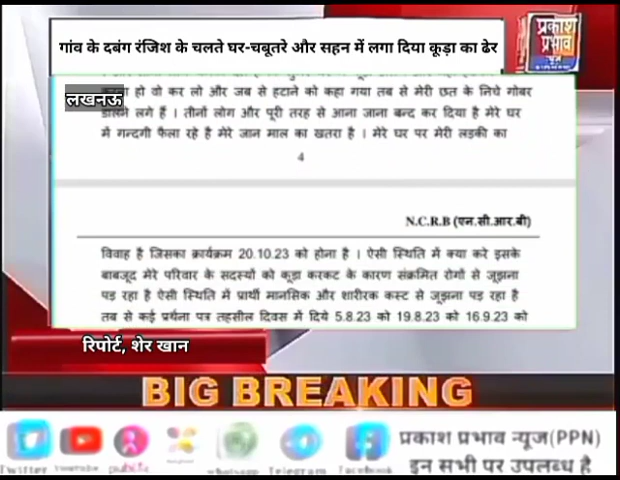 गांव के दबंग रंजिश के चलते घर-चबूतरे और सहन में लगा दिया कूड़ा का ढेर
प्रकाश
प्रभाव
न्यूज़
लखनऊ
हो वो कर लो और जब से हटाने को कहा गया तब से मेरी छत के निचे गोबर
डालने लगे हैं । तीनों लोग और पूरी तरह से आना जाना बन्द कर दिया है मेरे घर
में गन्दगी फैला रहे है मेरे जान माल का खतरा है । मेरे घर पर मेरी लड़की का
4
N.C.R.B (एन.सी.आर.बी)
विवाह है जिसका क्रार्यक्रम 20.10.23 को होना है । ऐसी स्थिति में क्या करे इसके
बाबजूद मेरे परिवार के सदस्यों को कूड़ा करकट के कारण संक्रमित रोगों से जूझना
पड़ रहा है ऐसी स्थिति में प्रार्थी मानसिक और शारीरक कस्ट से जूझना पड़ रहा है
तब से कई प्रर्थना पत्र तहसील दिवस में दिये 5.8.23 को 19.8.23 को 16.9.23 को
रिपोर्ट, शेर खान
BIG BREAKING
प्रकाश प्रभाव न्यूज(PPN)
इन सभी पर उपलब्ध है
Twitter Youtube public whatsapp Telegram Facebook